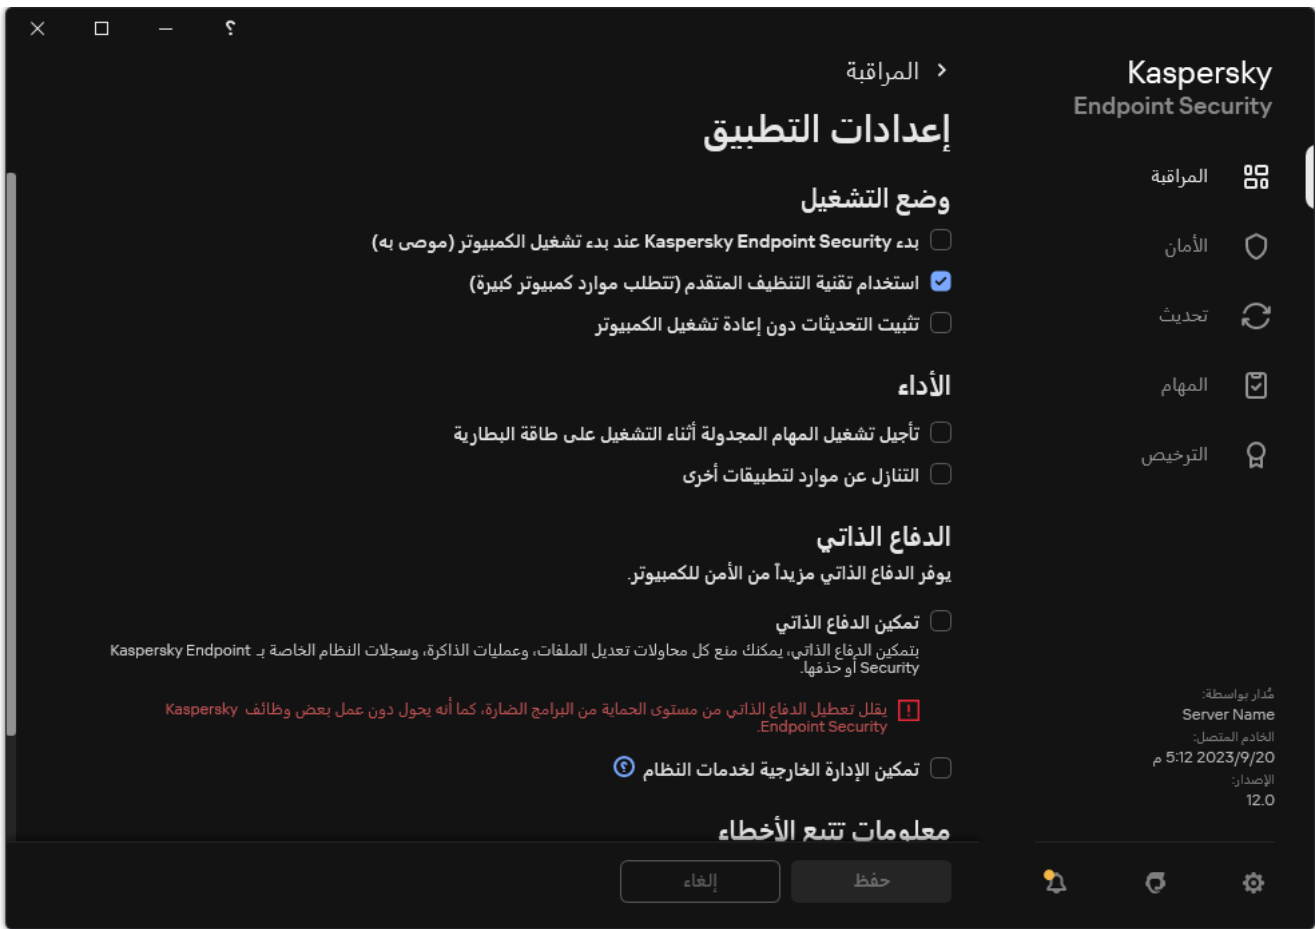 ؟
Kaspersky
Endpoint Security
المراقبة
الأمان
تحديث
المهام
الترخيص
مُدار بواسطة:
Server Name
الخادم المتصل:
2023/9/20 5:12 م
الإصدار:
12.0
المراقبة
إعدادات التطبيق
وضع التشغيل
بدء Kaspersky Endpoint Security عند بدء تشغيل الكمبيوتر (موصى به)
استخدام تقنية التنظيف المتقدم (تتطلب موارد كمبيوتر كبيرة)
تثبيت التحديثات دون إعادة تشغيل الكمبيوتر
الأداء
تأجيل تشغيل المهام المجدولة أثناء التشغيل على طاقة البطارية
التنازل عن موارد لتطبيقات أخرى
الدفاع الذاتي
يوفر الدفاع الذاتي مزيداً من الأمن للكمبيوتر.
تمكين الدفاع الذاتي
بتمكين الدفاع الذاتي، يمكنك منع كل محاولات تعديل الملفات، وعمليات الذاكرة، وسجلات النظام الخاصة بـ Kaspersky Endpoint
Security أو حذفها.
يقلل تعطيل الدفاع الذاتي من مستوى الحماية من البرامج الضارة، كما أنه يحول دون عمل بعض وظائف Kaspersky
Endpoint Security.
تمكين الإدارة الخارجية لخدمات النظام
معلومات تتبع الأخطاء
حفظ
إلغاء